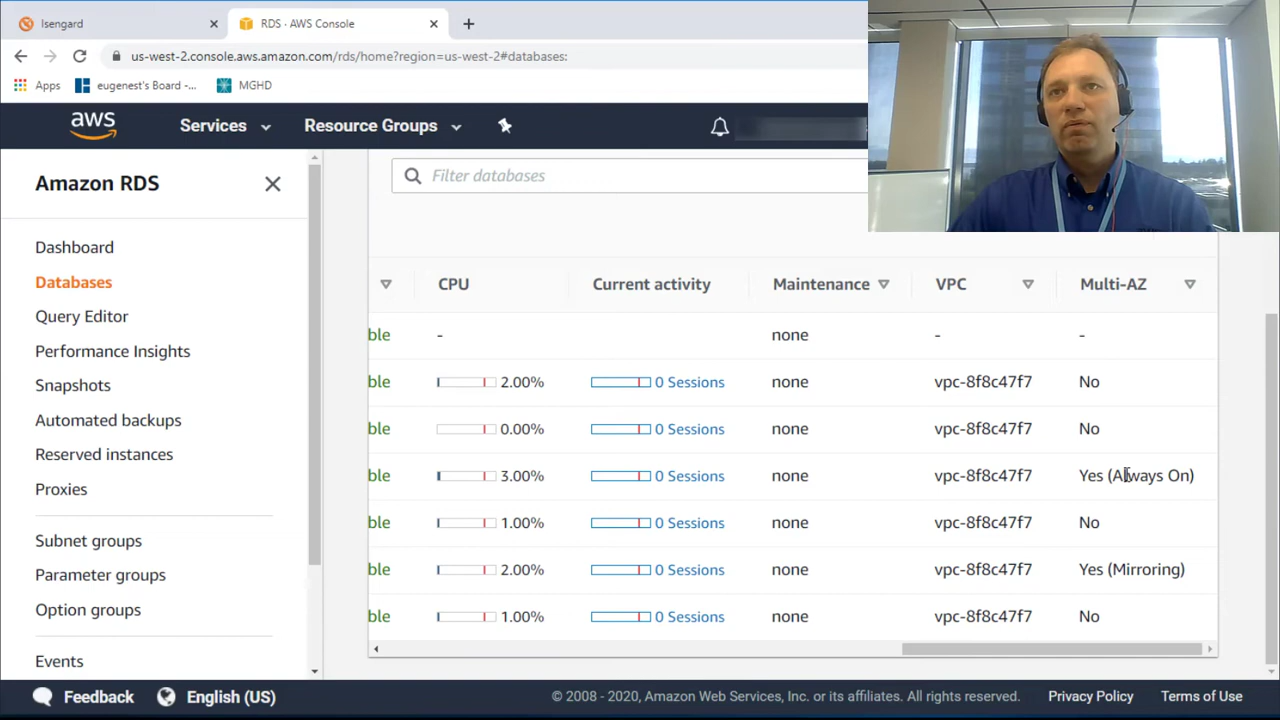 Isengard
RDS · AWS Console
us-west-2.console.aws.amazon.com/rds/home?region=us-west-2#databases:
Apps
eugenest's Board -...
MGHD
aws
Services
Resource Groups
Amazon RDS
Filter databases
Dashboard
Databases
Query Editor
Performance Insights
Snapshots
Automated backups
Reserved instances
Proxies
Subnet groups
Parameter groups
Option groups
Events
CPU Current activity Maintenance VPC Multi-AZ
ble - none - -
ble 2.00% 0 Sessions none vpc-8f8c47f7 No
ble 0.00% 0 Sessions none vpc-8f8c47f7 No
ble 3.00% 0 Sessions none vpc-8f8c47f7 Yes (Always On)
ble 1.00% 0 Sessions none vpc-8f8c47f7 No
ble 2.00% 0 Sessions none vpc-8f8c47f7 Yes (Mirroring)
ble 1.00% 0 Sessions none vpc-8f8c47f7 No
Feedback English (US) © 2008 - 2020, Amazon Web Services, Inc. or its affiliates. All rights reserved. Privacy Policy Terms of Use